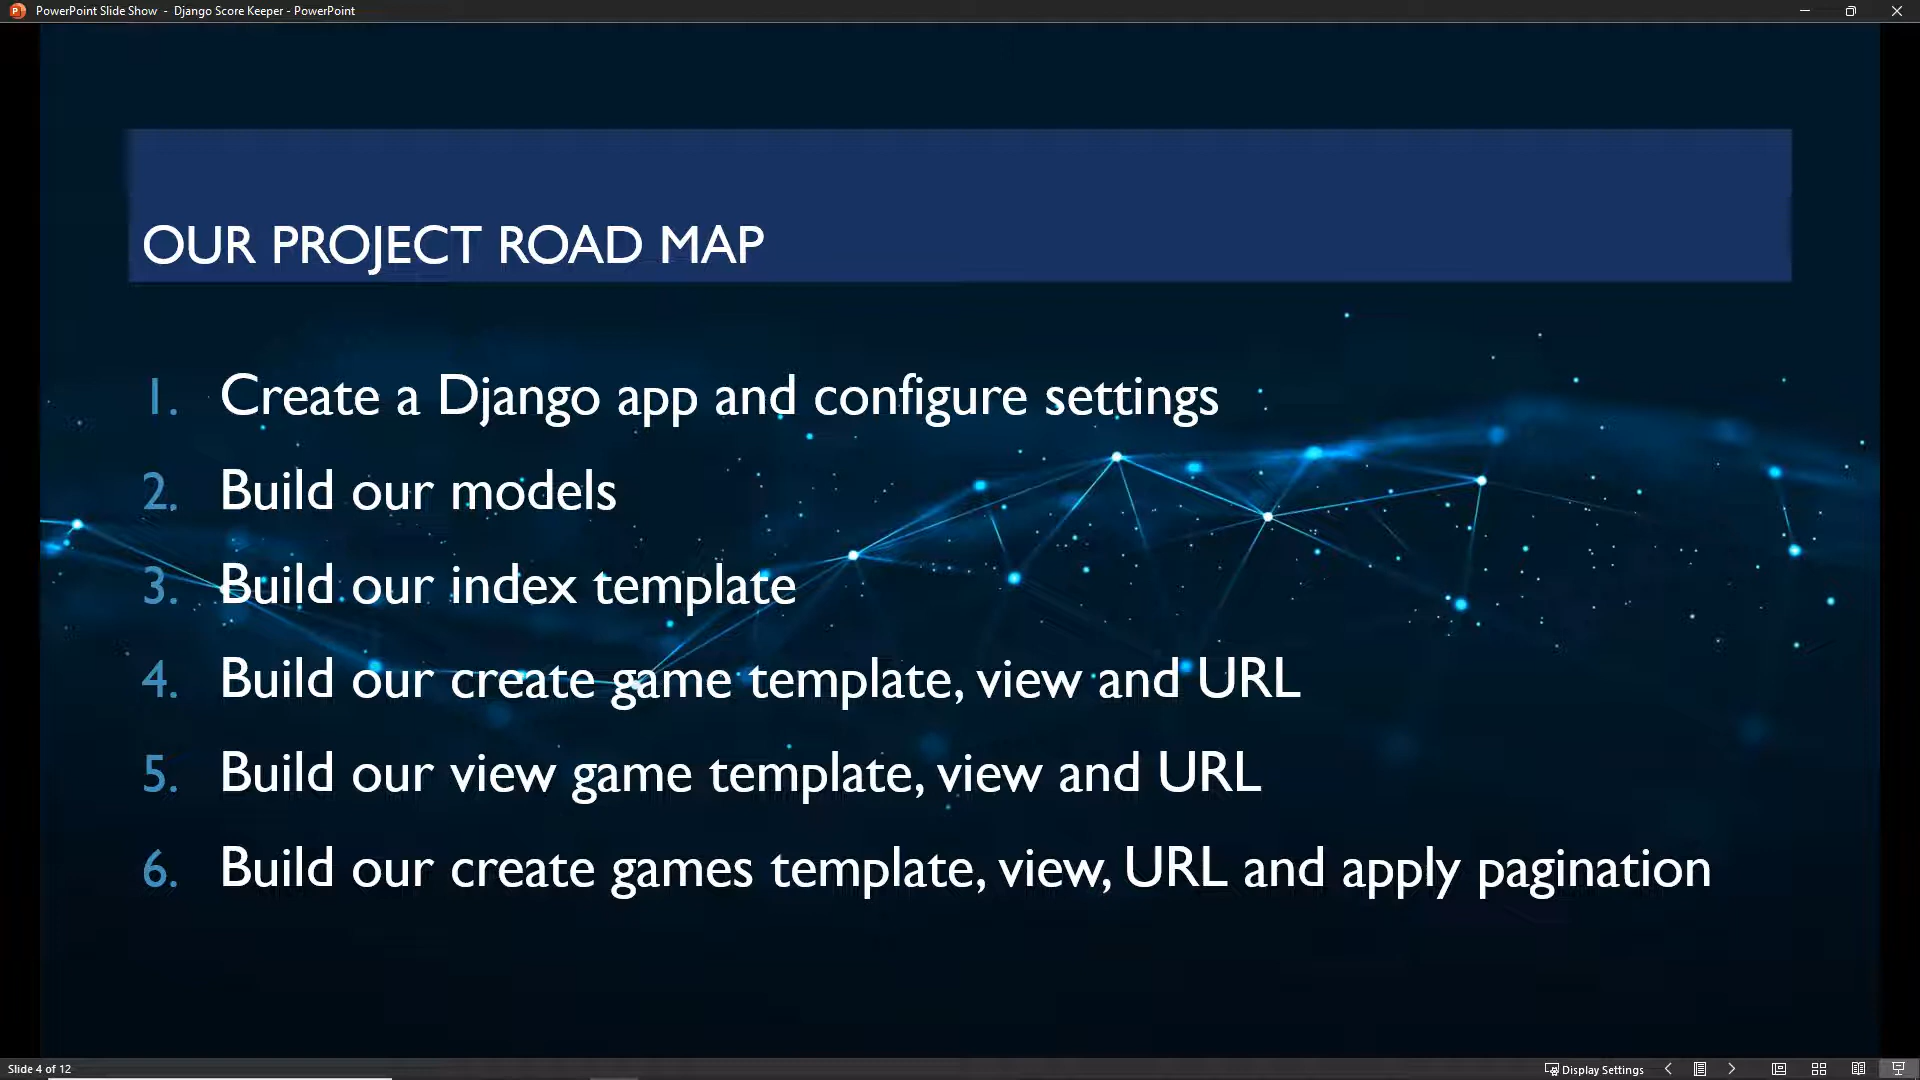 PowerPoint Slide Show - Django Score Keeper - PowerPoint
OUR PROJECT ROAD MAP
1. Create a Django app and configure settings
2. Build our models
3. Build our index template
4. Build our create game template, view and URL
5. Build our view game template, view and URL
6. Build our create games template, view, URL and apply pagination
Slide 4 of 12
Display Settings